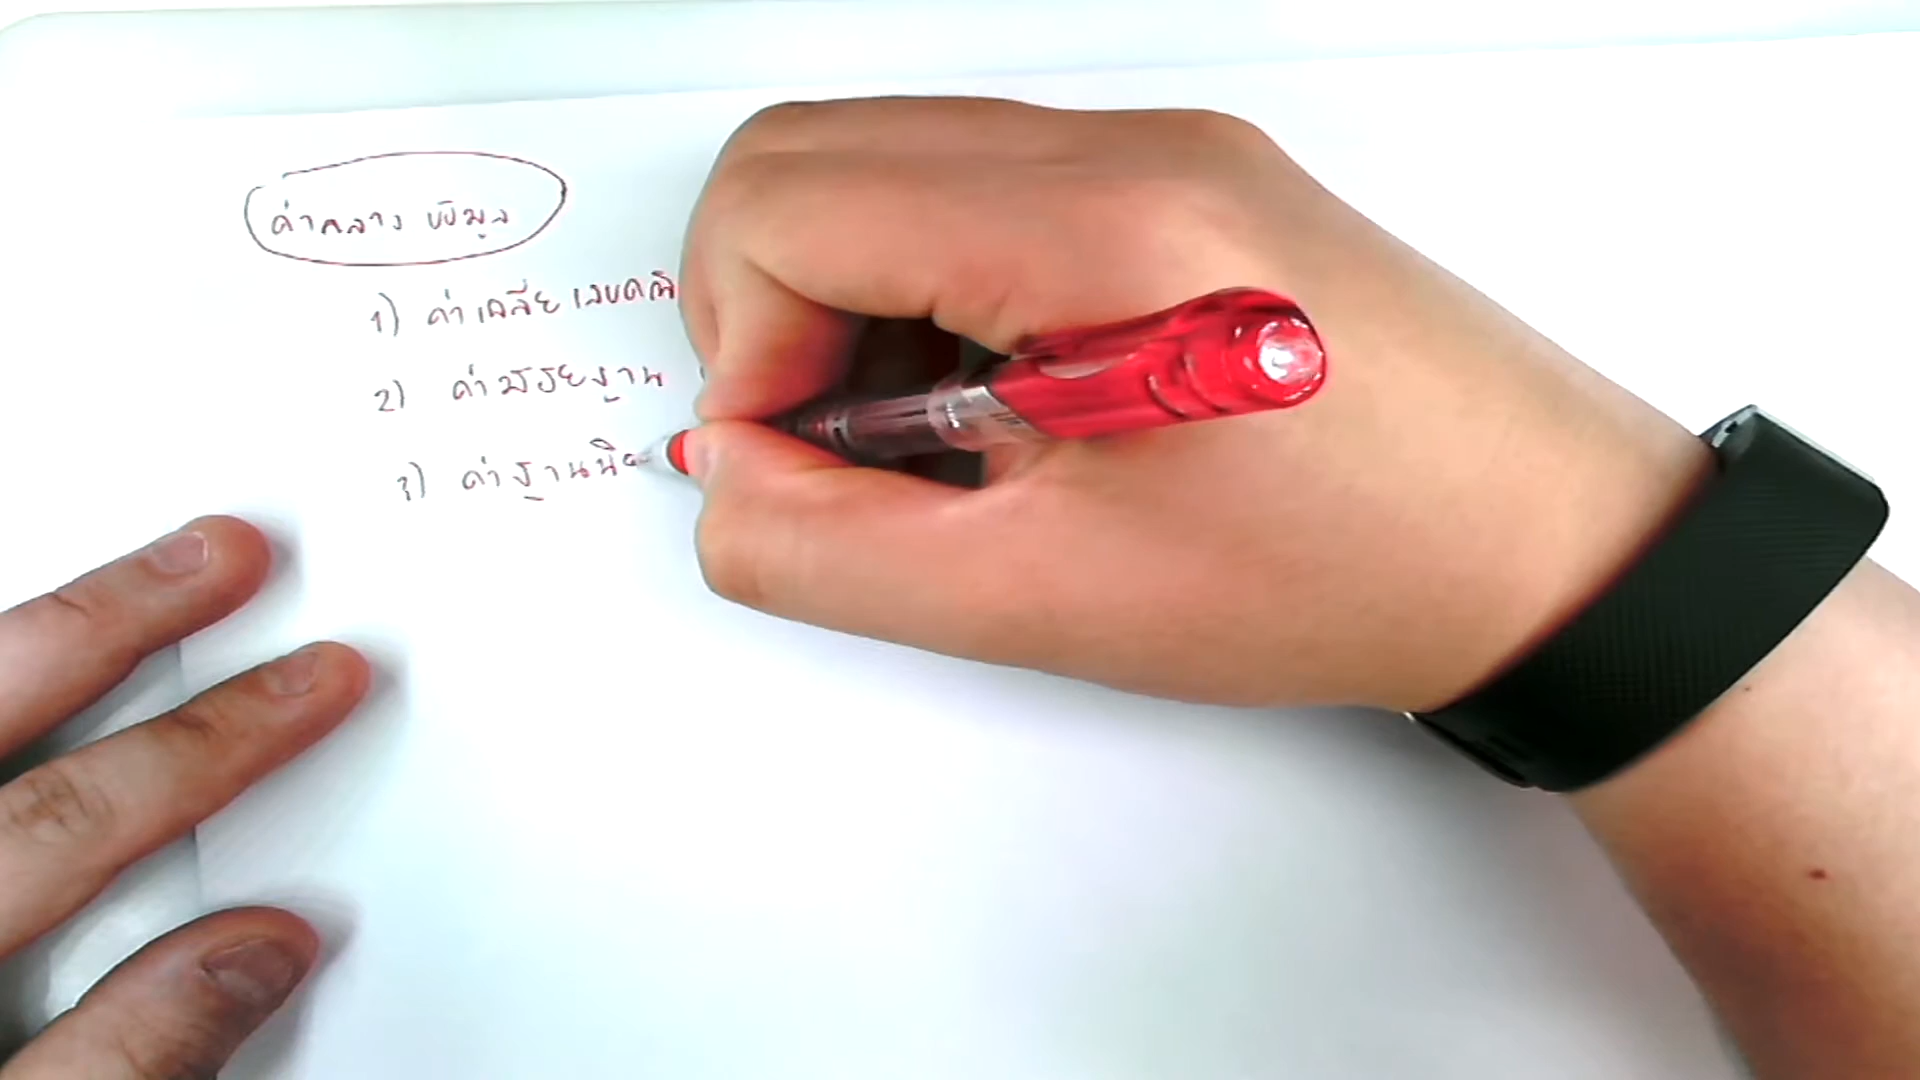 ค่ากลาง ข้อมูล
1) ค่าเฉลี่ย เลขคณิ
2) ค่ามัธยฐาน
3) ค่าฐานนิ